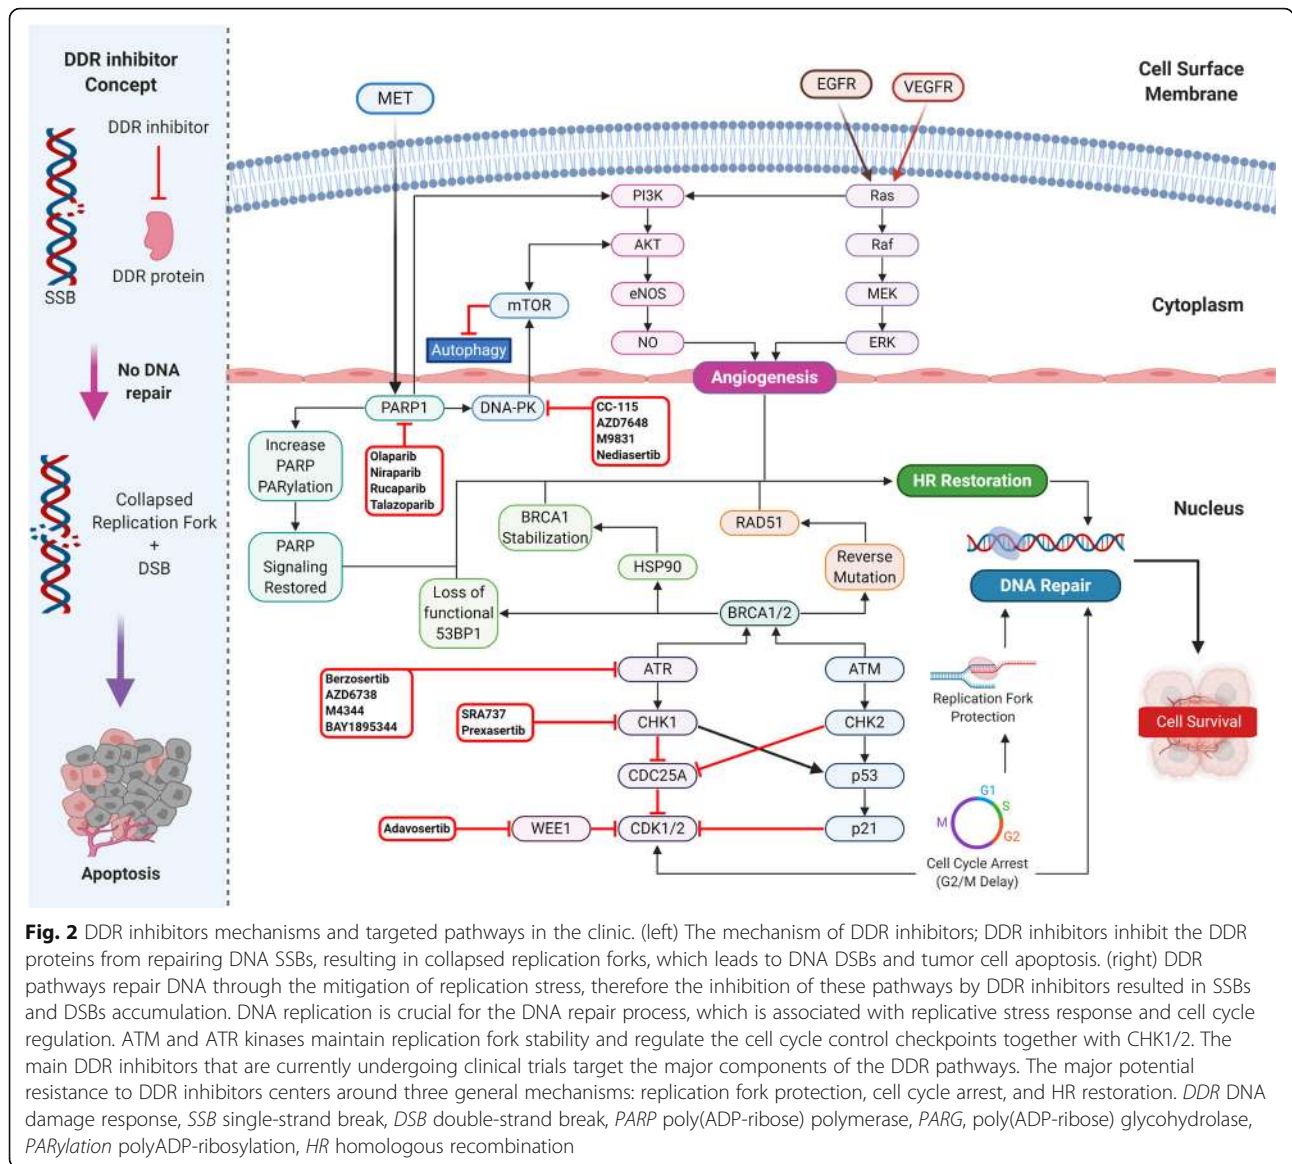 DDR inhibitor
Concept
DDR inhibitor
DDR protein
SSB
No DNA
repair
Collapsed
Replication Fork
+
DSB
Apoptosis
MET
EGFR
VEGFR
Cell Surface
Membrane
PI3K
Ras
AKT
Raf
eNOS
MEK
mTOR
Cytoplasm
NO
ERK
Autophagy
Angiogenesis
PARP1
DNA-PK
CC-115
AZD7648
M9831
Nediasertib
Increase
PARP
PARylation
Olaparib
Niraparib
Rucaparib
Talazoparib
HR Restoration
Nucleus
BRCA1
Stabilization
RAD51
PARP
Signaling
Restored
HSP90
Reverse
Mutation
Loss of
functional
53BP1
BRCA1/2
DNA Repair
Berzosertib
AZD6738
M4344
BAY1895344
ATR
ATM
SRA737
Prexasertib
CHK1
CHK2
Replication Fork
Protection
Cell Survival
CDC25A
p53
G1
S
M
G2
Adavosertib
WEE1
CDK1/2
p21
Cell Cycle Arrest
(G2/M Delay)
Fig. 2 DDR inhibitors mechanisms and targeted pathways in the clinic. (left) The mechanism of DDR inhibitors; DDR inhibitors inhibit the DDR
proteins from repairing DNA SSBs, resulting in collapsed replication forks, which leads to DNA DSBs and tumor cell apoptosis. (right) DDR
pathways repair DNA through the mitigation of replication stress, therefore the inhibition of these pathways by DDR inhibitors resulted in SSBs
and DSBs accumulation. DNA replication is crucial for the DNA repair process, which is associated with replicative stress response and cell cycle
regulation. ATM and ATR kinases maintain replication fork stability and regulate the cell cycle control checkpoints together with CHK1/2. The
main DDR inhibitors that are currently undergoing clinical trials target the major components of the DDR pathways. The major potential
resistance to DDR inhibitors centers around three general mechanisms: replication fork protection, cell cycle arrest, and HR restoration. DDR DNA
damage response, SSB single-strand break, DSB double-strand break, PARP poly(ADP-ribose) polymerase, PARG, poly(ADP-ribose) glycohydrolase,
PARylation polyADP-ribosylation, HR homologous recombination